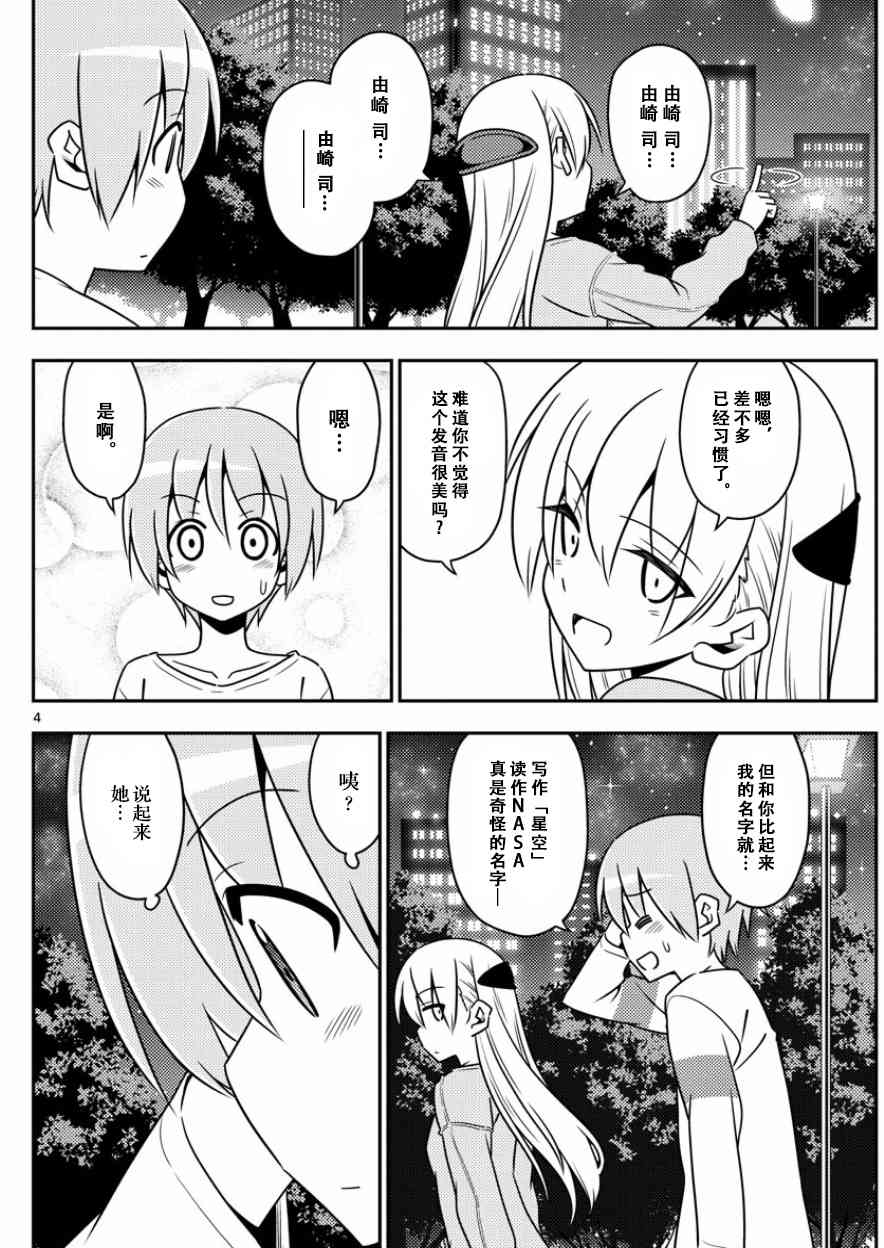 由崎 司…
由崎 司…
由崎 司…
由崎 司…
嗯嗯，
差不多
已经习惯了。
难道你不觉得
这个发音很美吗？
嗯…
是啊。
4
但和你比起来
我的名字就…
写作「星空」
读作NASA
真是奇怪的名字—
咦？
说起来
她…